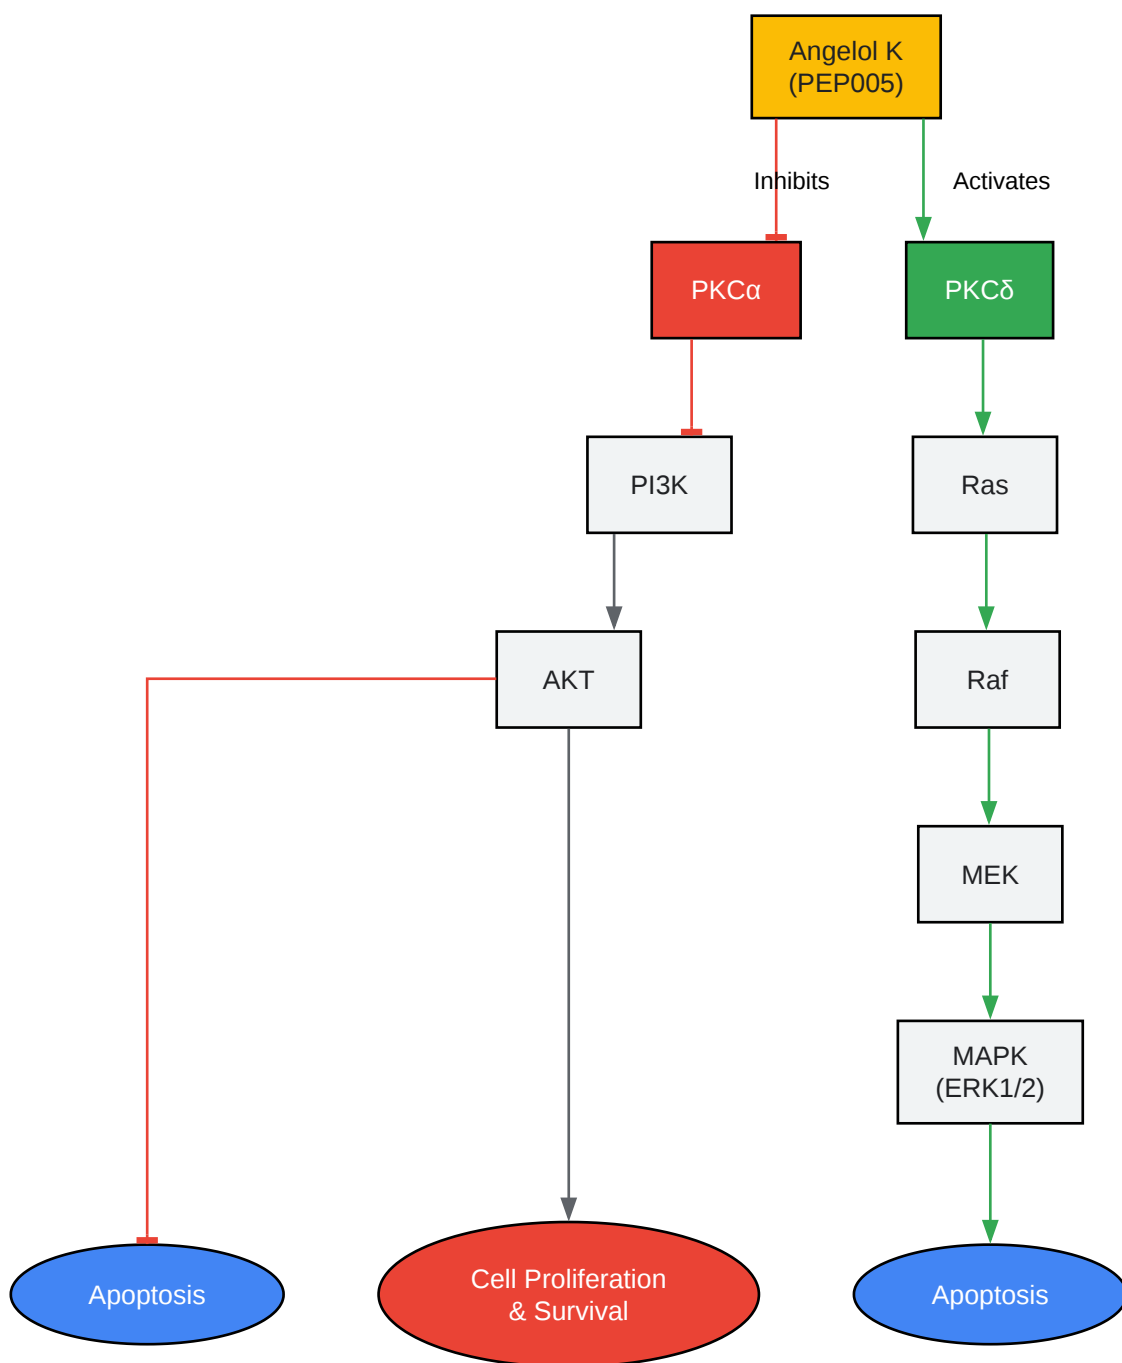 Angelol K
(PEP005)
Inhibits
Activates
PKCα
PKCδ
PI3K
Ras
AKT
Raf
MEK
MAPK
(ERK1/2)
Apoptosis
Cell Proliferation
& Survival
Apoptosis